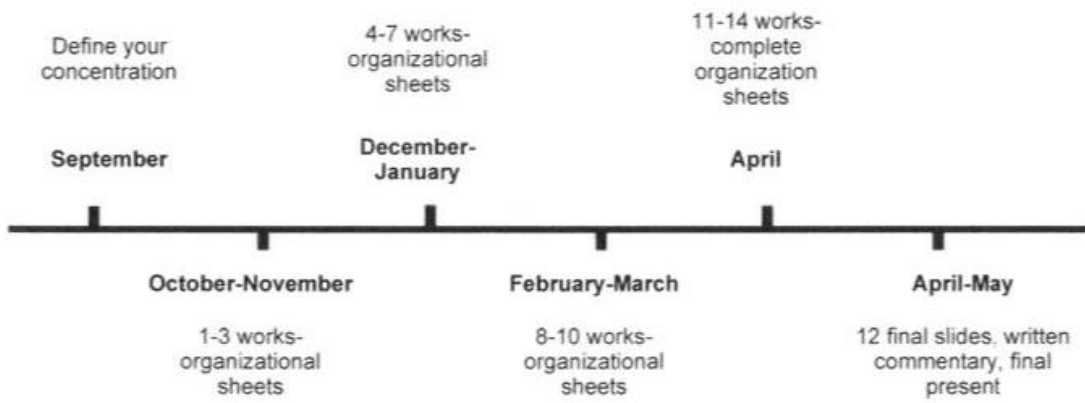 Define your
concentration
September
October-November
1-3 works-
organizational
sheets
4-7 works-
organizational
sheets
December-
January
February-March
8-10 works-
organizational
sheets
11-14 works-
complete
organization
sheets
April
April-May
12 final slides, written
commentary, final
present